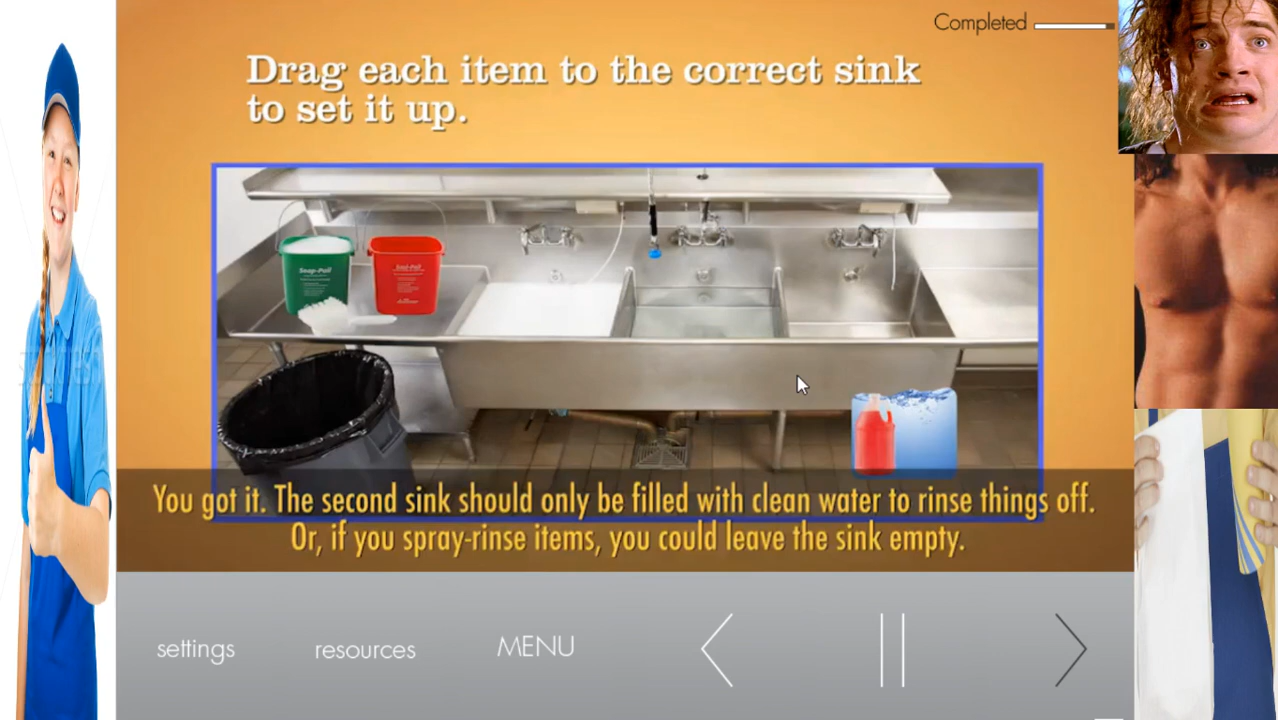 Completed
Drag each item to the correct sink
to set it up.
Soap-Pail
You got it. The second sink should only be filled with clean water to rinse things off.
Or, if you spray-rinse items, you could leave the sink empty.
settings
resources
MENU